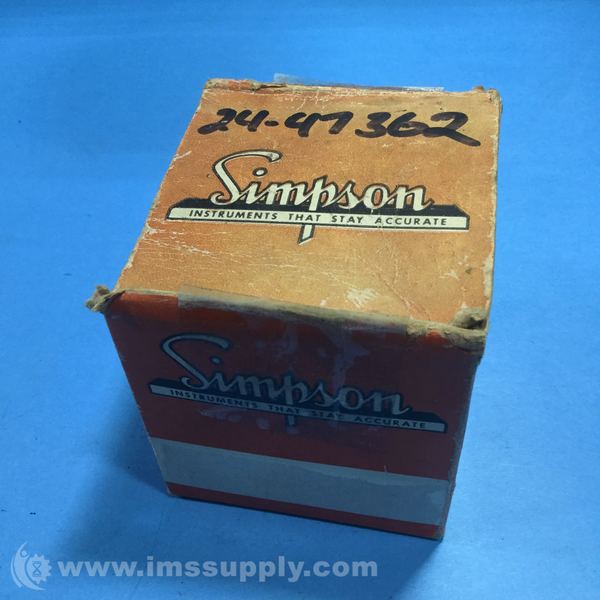 24-47362
Simpson
INSTRUMENTS THAT STAY ACCURATE
Simpson
INSTRUMENTS THAT STAY ACCURATE
www.imssupply.com